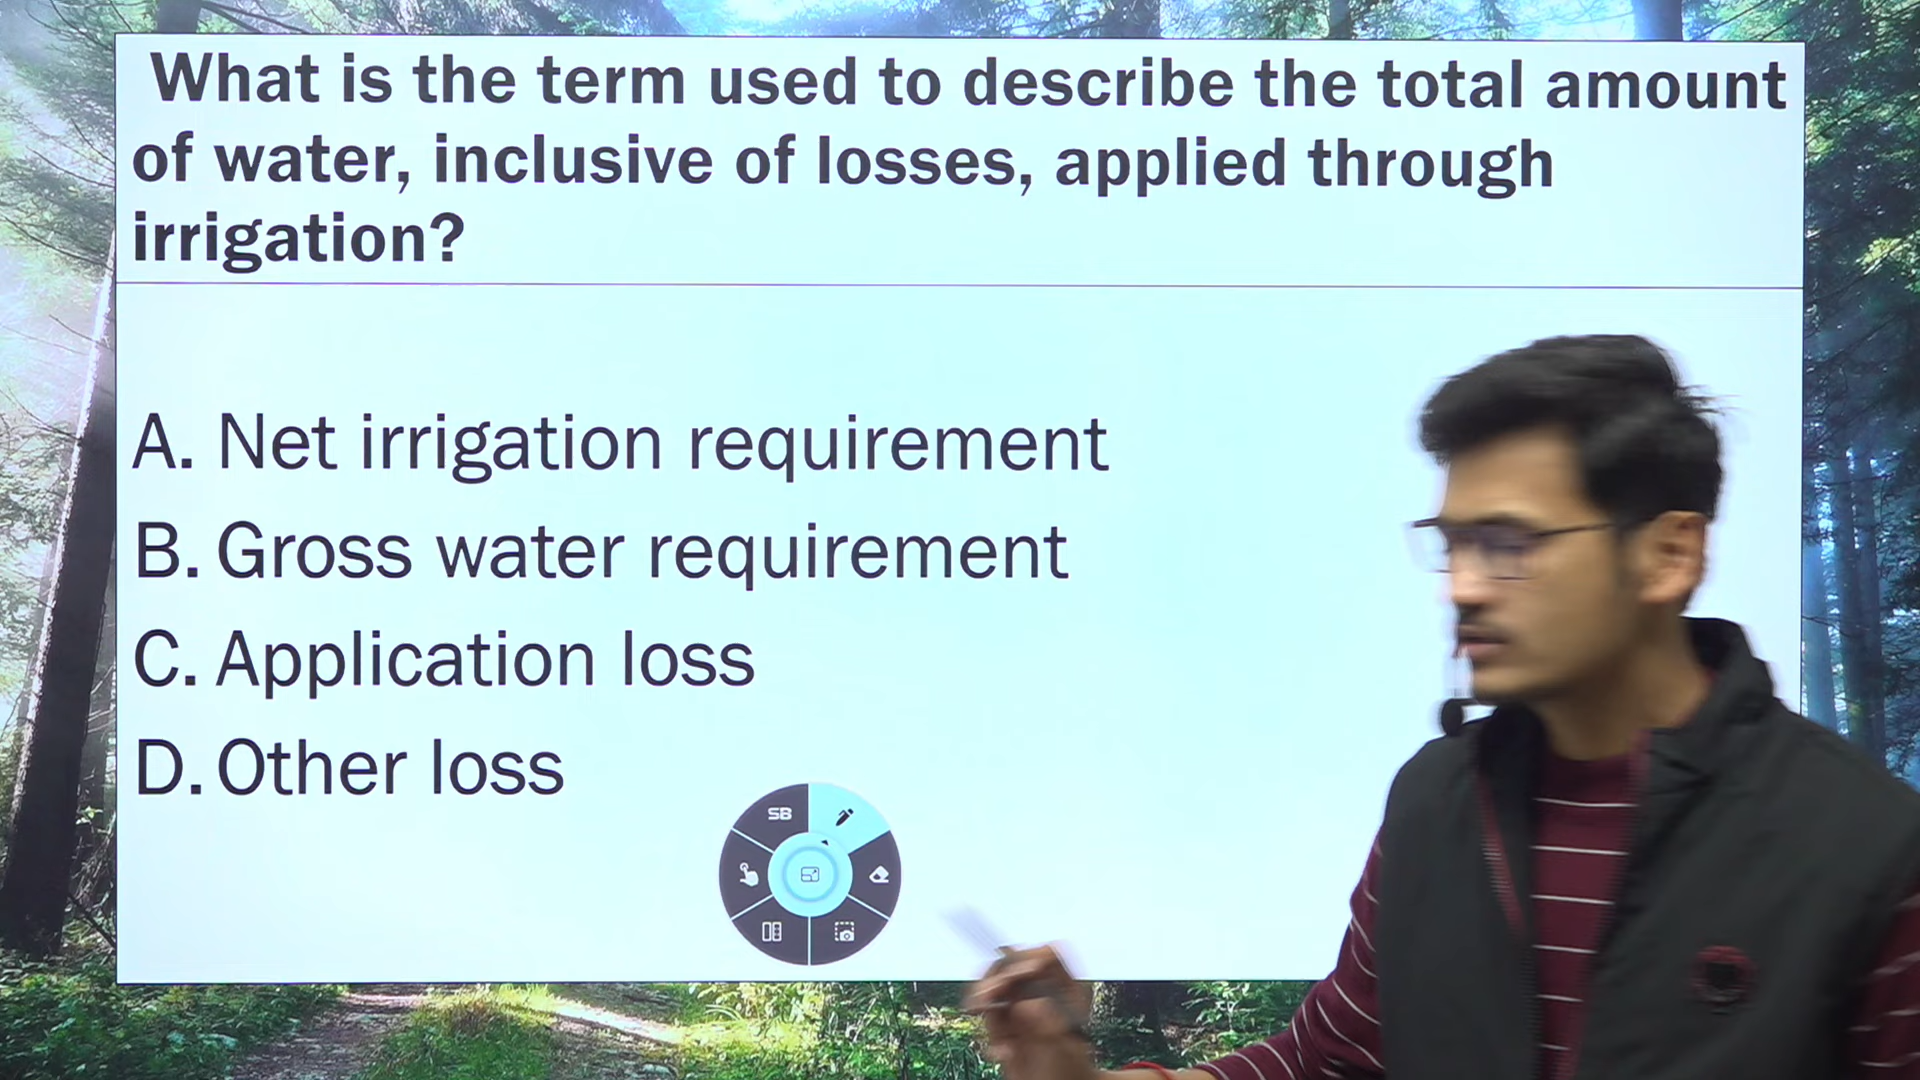 What is the term used to describe the total amount
of water, inclusive of losses, applied through
irrigation?
A. Net irrigation requirement
B. Gross water requirement
C. Application loss
D. Other loss
SB